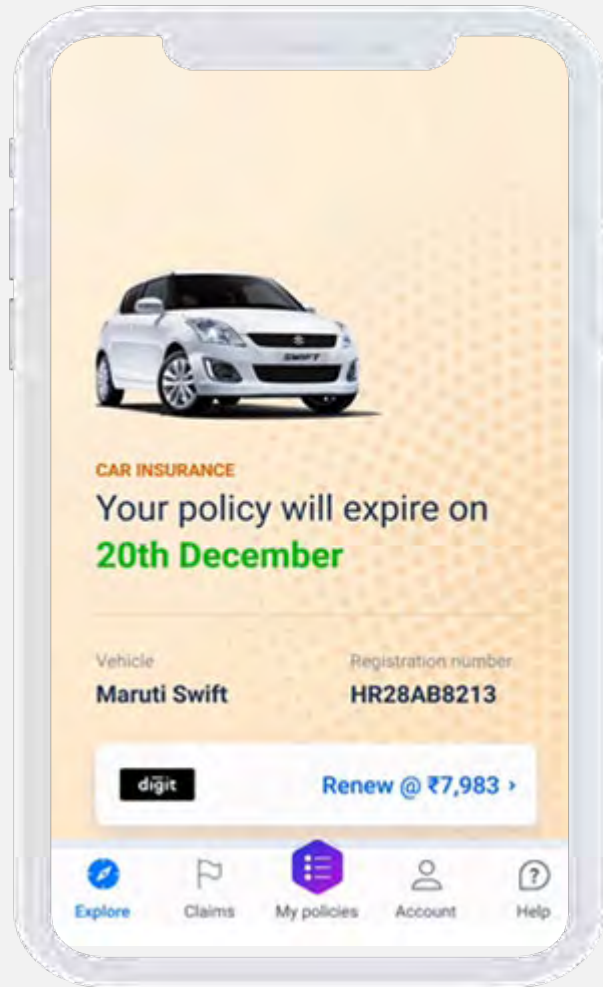 SWIFT
CAR INSURANCE
Your policy will expire on
20th December
Vehicle Registration number
Maruti Swift HR28AB8213
digit Renew @ ₹7,983 ›
Explore Claims My policies Account Help